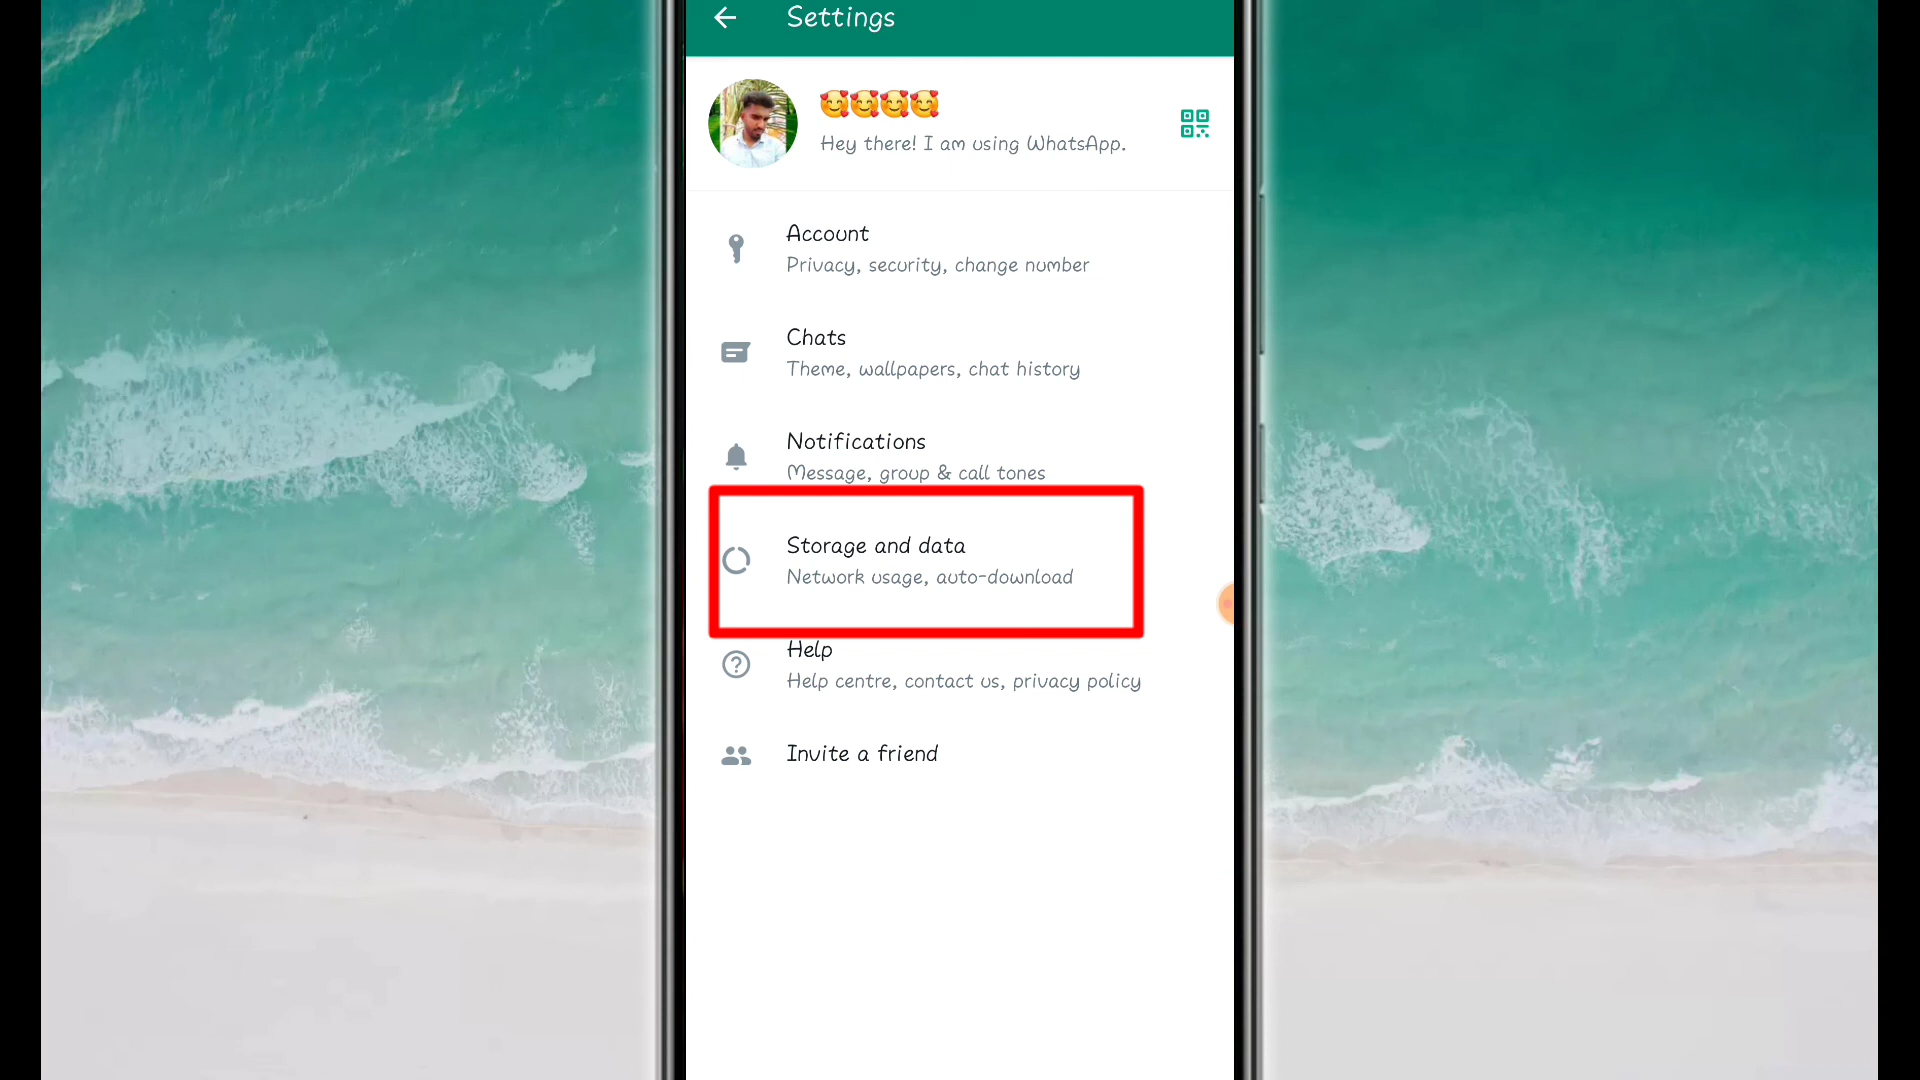 Settings
🥰🥰🥰🥰
Hey there! I am using WhatsApp.
Account
Privacy, security, change number
Chats
Theme, wallpapers, chat history
Notifications
Message, group & call tones
Storage and data
Network usage, auto-download
Help
Help centre, contact us, privacy policy
Invite a friend